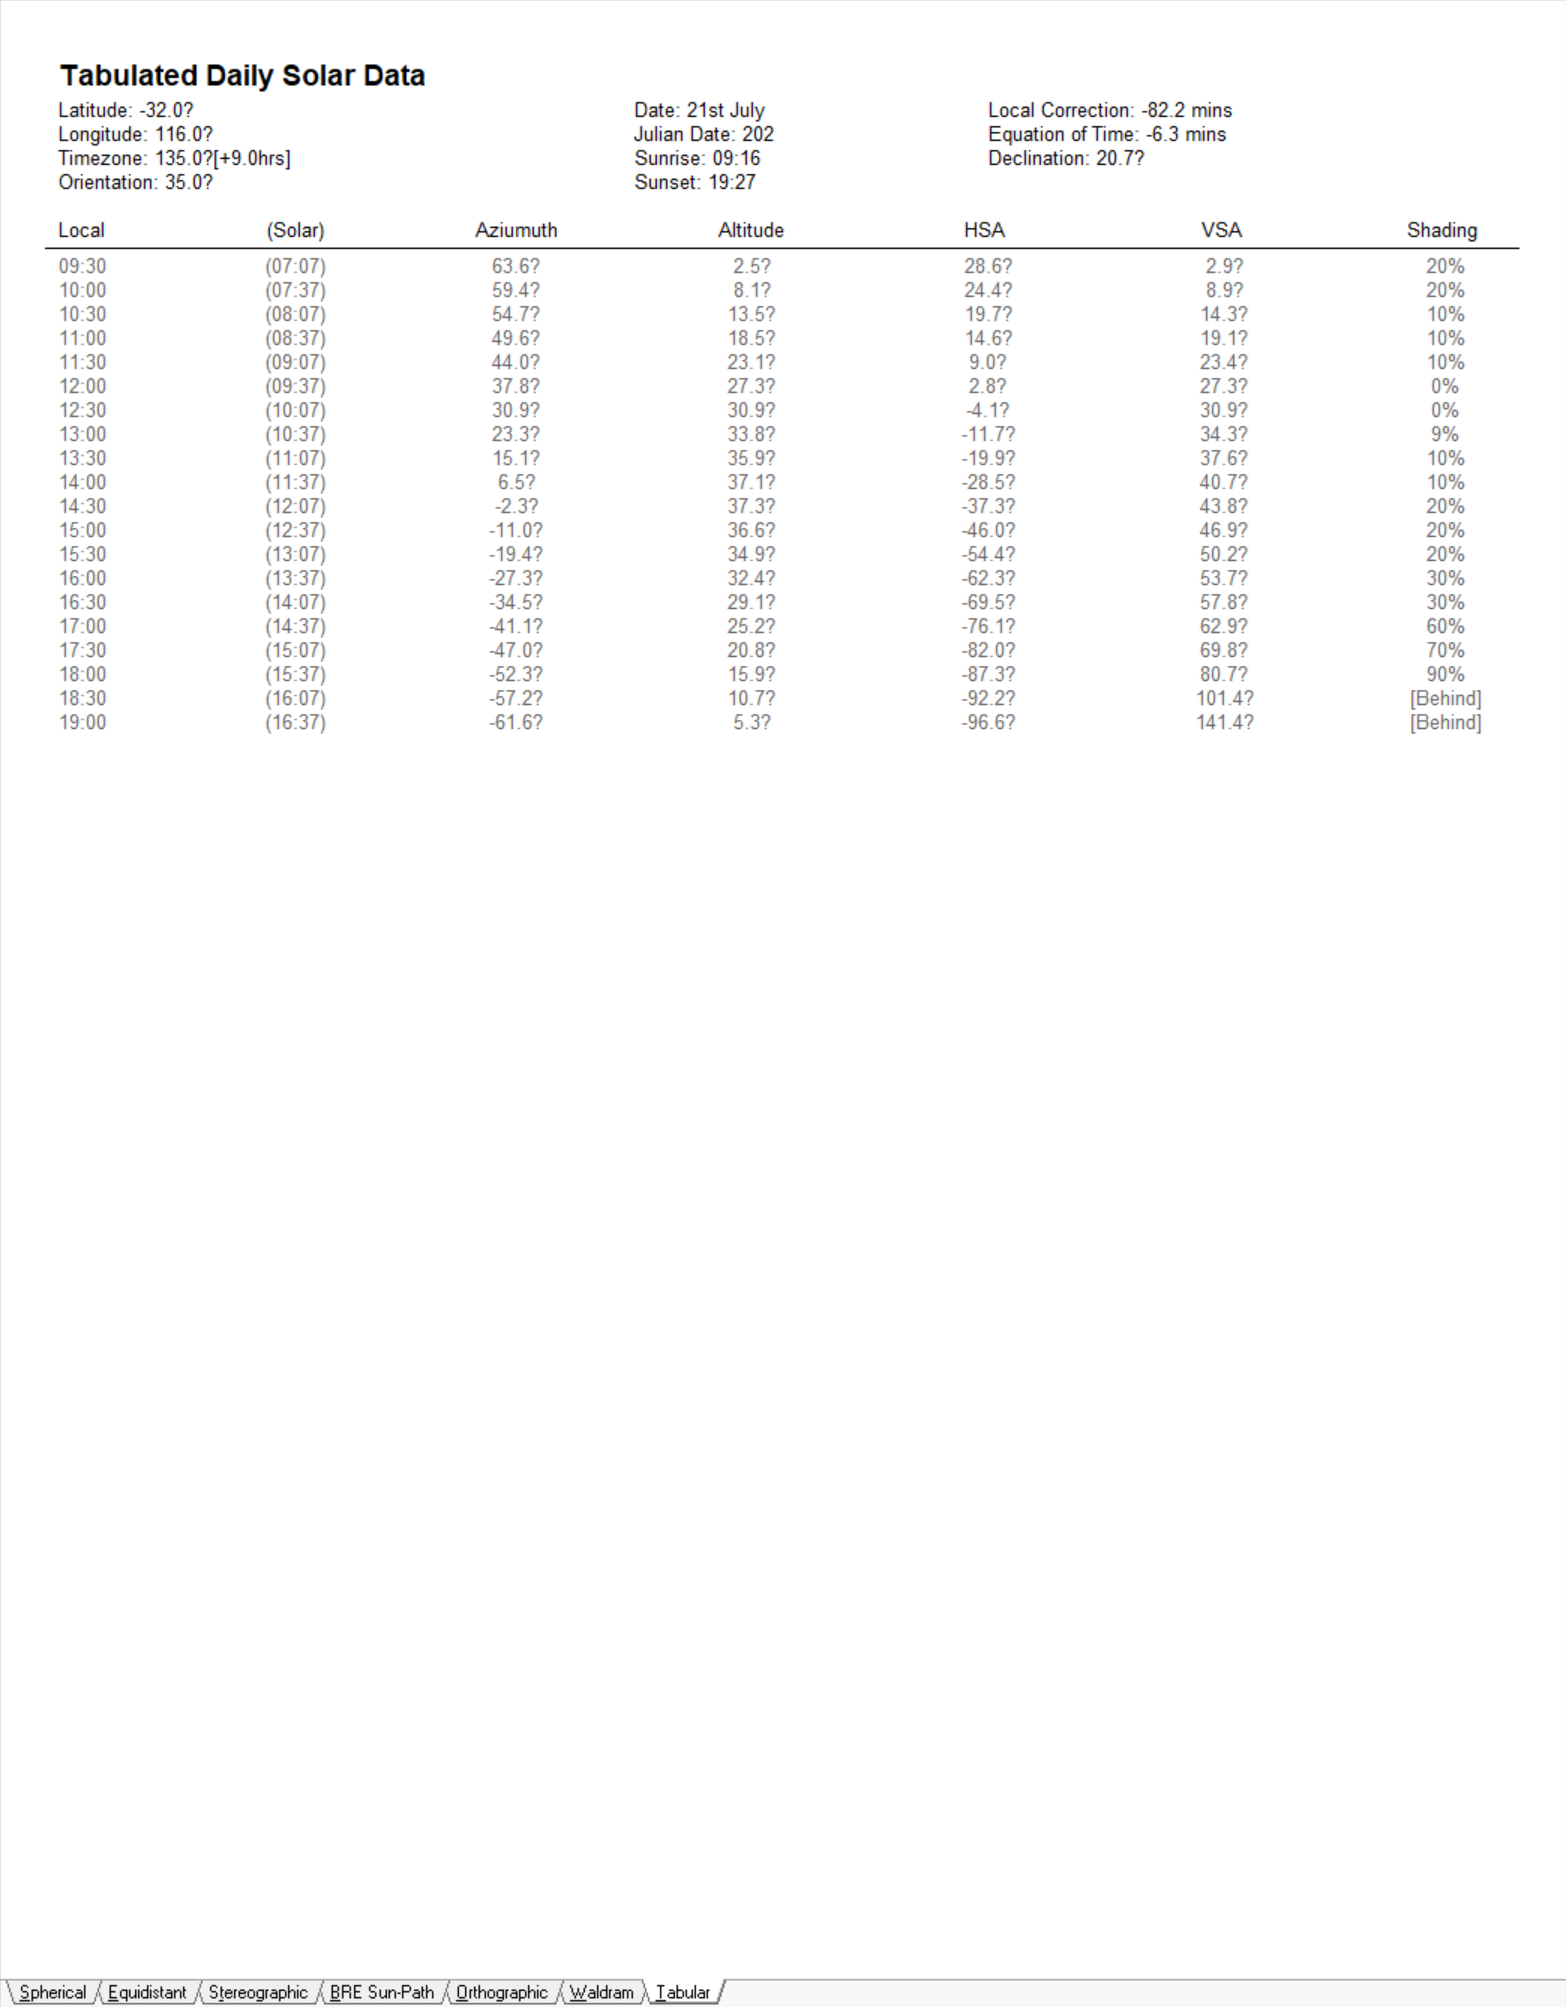 Tabulated Daily Solar Data
Latitude: -32.0? Date: 21st July Local Correction: -82.2 mins
Longitude: 116.0? Julian Date: 202 Equation of Time: -6.3 mins
Timezone: 135.0?[+9.0hrs] Sunrise: 09:16 Declination: 20.7?
Orientation: 35.0? Sunset: 19:27
Local (Solar) Aziumuth Altitude HSA VSA Shading
09:30 (07:07) 63.6? 2.5? 28.6? 2.9? 20%
10:00 (07:37) 59.4? 8.1? 24.4? 8.9? 20%
10:30 (08:07) 54.7? 13.5? 19.7? 14.3? 10%
11:00 (08:37) 49.6? 18.5? 14.6? 19.1? 10%
11:30 (09:07) 44.0? 23.1? 9.0? 23.4? 10%
12:00 (09:37) 37.8? 27.3? 2.8? 27.3? 0%
12:30 (10:07) 30.9? 30.9? -4.1? 30.9? 0%
13:00 (10:37) 23.3? 33.8? -11.7? 34.3? 9%
13:30 (11:07) 15.1? 35.9? -19.9? 37.6? 10%
14:00 (11:37) 6.5? 37.1? -28.5? 40.7? 10%
14:30 (12:07) -2.3? 37.3? -37.3? 43.8? 20%
15:00 (12:37) -11.0? 36.6? -46.0? 46.9? 20%
15:30 (13:07) -19.4? 34.9? -54.4? 50.2? 20%
16:00 (13:37) -27.3? 32.4? -62.3? 53.7? 30%
16:30 (14:07) -34.5? 29.1? -69.5? 57.8? 30%
17:00 (14:37) -41.1? 25.2? -76.1? 62.9? 60%
17:30 (15:07) -47.0? 20.8? -82.0? 69.8? 70%
18:00 (15:37) -52.3? 15.9? -87.3? 80.7? 90%
18:30 (16:07) -57.2? 10.7? -92.2? 101.4? [Behind]
19:00 (16:37) -61.6? 5.3? -96.6? 141.4? [Behind]
Spherical Equidistant Stereographic BRE Sun-Path Orthographic Waldram Tabular